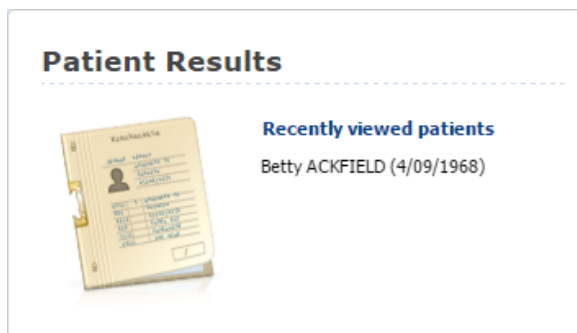 Patient Results
Recently viewed patients
Betty ACKFIELD (4/09/1968)